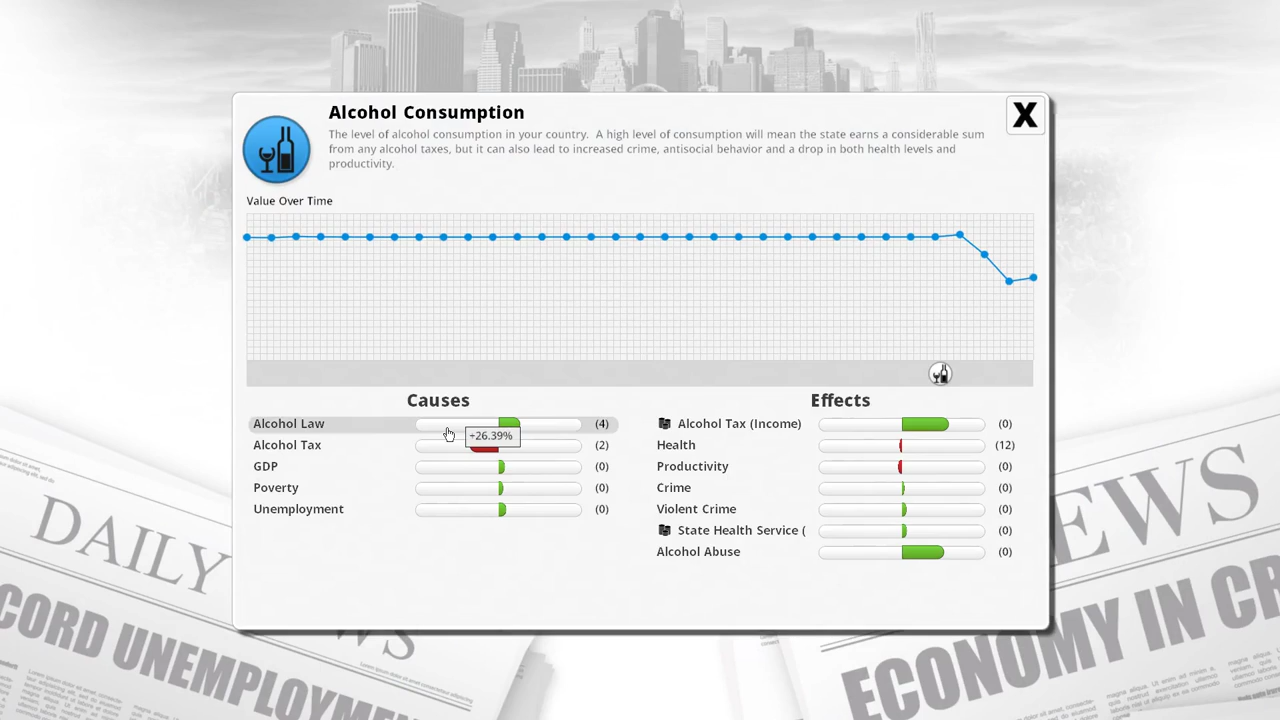 Alcohol Consumption
X
The level of alcohol consumption in your country. A high level of consumption will mean the state earns a considerable sum
from any alcohol taxes, but it can also lead to increased crime, antisocial behavior and a drop in both health levels and
productivity.
Value Over Time
Causes
Alcohol Law (4)
+26.39%
Alcohol Tax (2)
GDP (0)
Poverty (0)
Unemployment (0)
Effects
Alcohol Tax (Income) (0)
Health (12)
Productivity (0)
Crime (0)
Violent Crime (0)
State Health Service ( (0)
Alcohol Abuse (0)
DAILY
WS
CORD UNEMPLOYM
EWS
ECONOMY IN CR